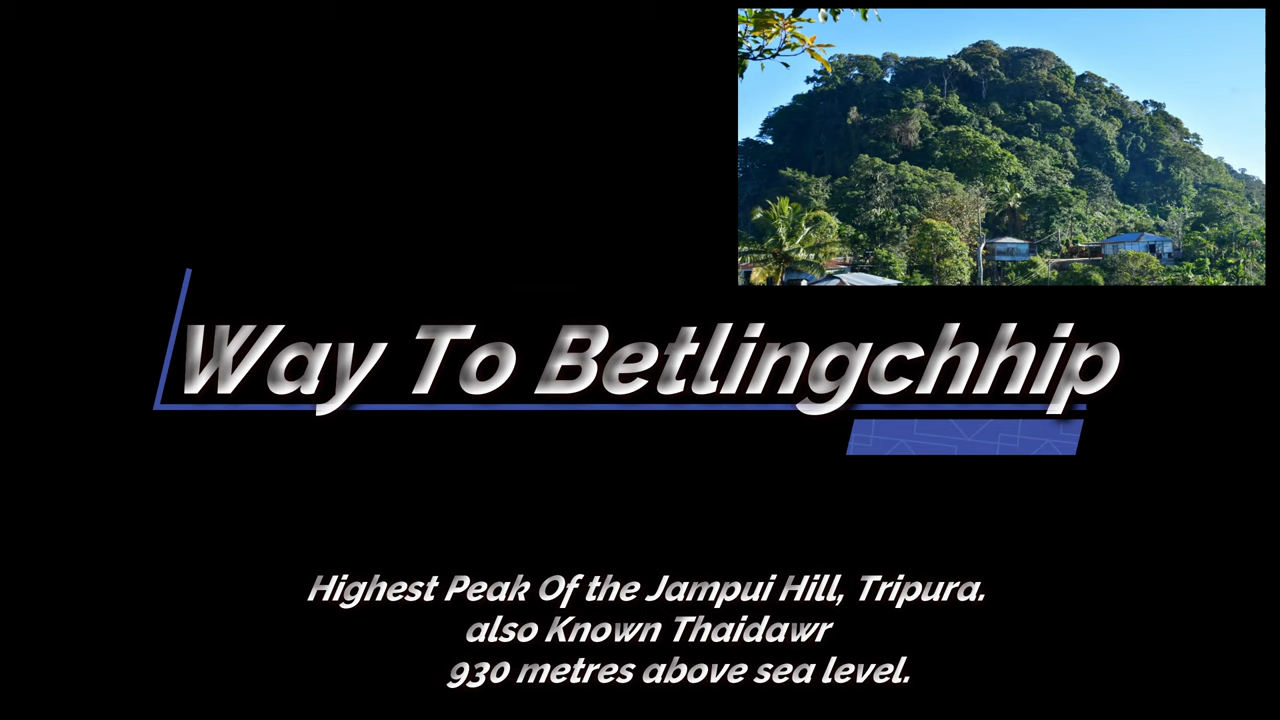 Way To Betlingchhip
Highest Peak Of the Jampui Hill, Tripura.
also Known Thaidawr
930 metres above sea level.